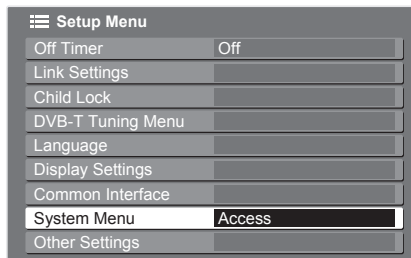 Setup Menu
Off Timer Off
Link Settings
Child Lock
DVB-T Tuning Menu
Language
Display Settings
Common Interface
System Menu Access
Other Settings